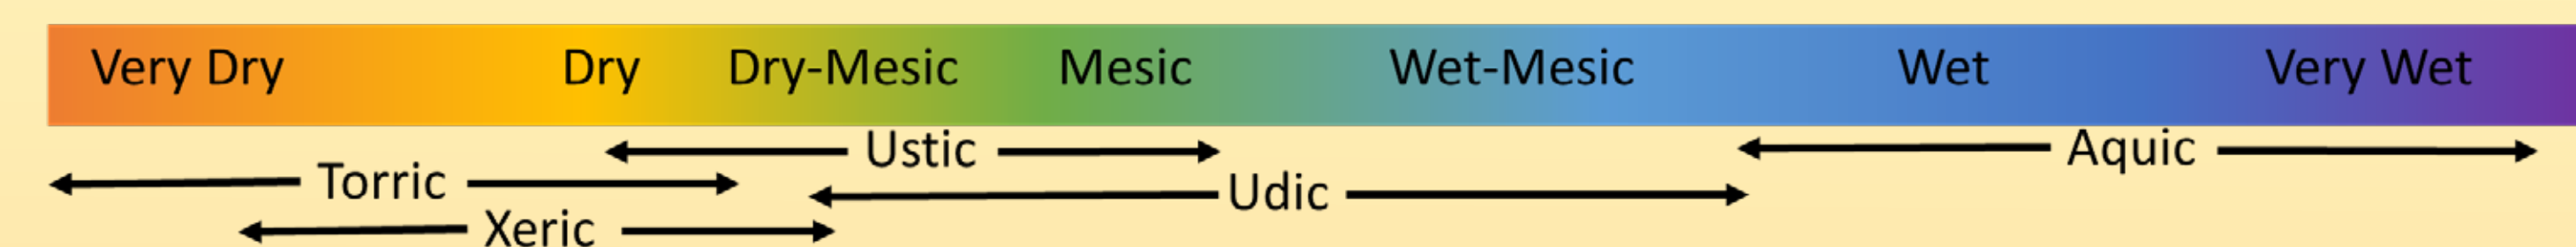 Very Dry Dry Dry-Mesic Mesic Wet-Mesic Wet Very Wet
Ustic Aquic
Torric Udic
Xeric